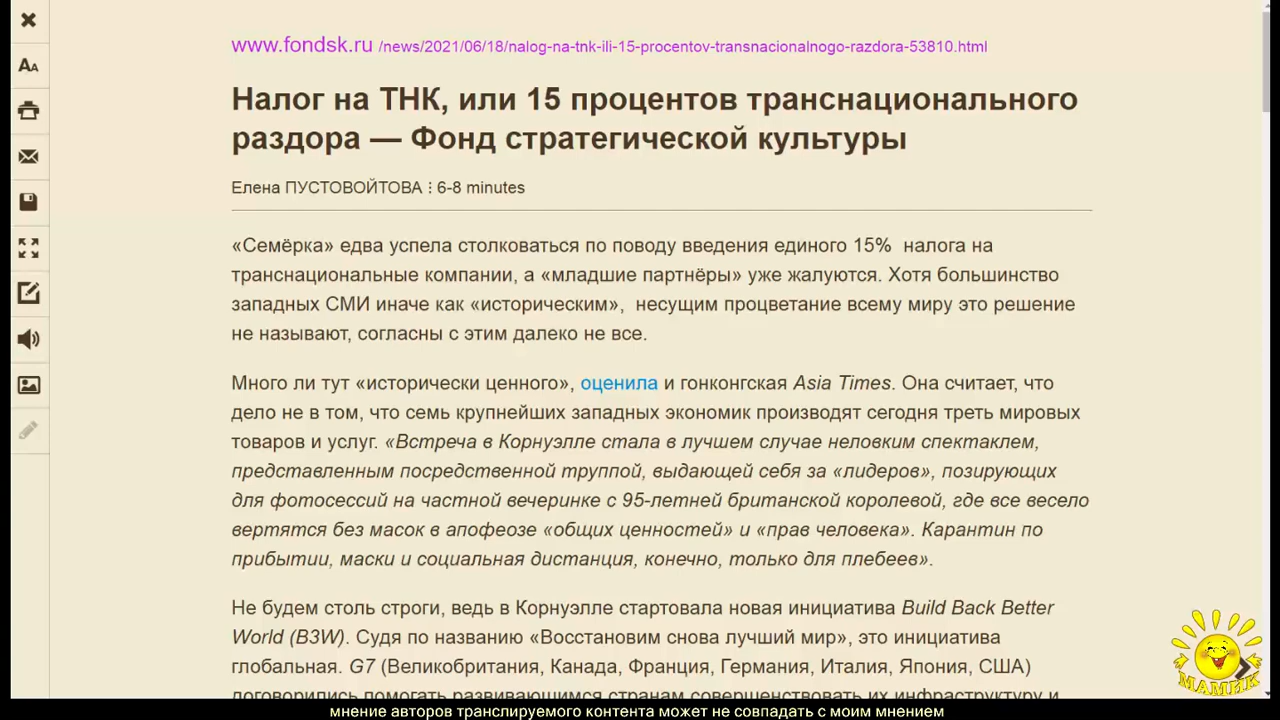 www.fondsk.ru /news/2021/06/18/nalog-na-tnk-ili-15-procentov-transnacionalnogo-razdora-53810.html
Налог на ТНК, или 15 процентов транснационального
раздора — Фонд стратегической культуры
Елена ПУСТОВОЙТОВА ⁝ 6-8 minutes
«Семёрка» едва успела столковаться по поводу введения единого 15% налога на
транснациональные компании, а «младшие партнёры» уже жалуются. Хотя большинство
западных СМИ иначе как «историческим», несущим процветание всему миру это решение
не называют, согласны с этим далеко не все.
Много ли тут «исторически ценного», оценила и гонконгская Asia Times. Она считает, что
дело не в том, что семь крупнейших западных экономик производят сегодня треть мировых
товаров и услуг. «Встреча в Корнуэлле стала в лучшем случае неловким спектаклем,
представленным посредственной труппой, выдающей себя за «лидеров», позирующих
для фотосессий на частной вечеринке с 95-летней британской королевой, где все весело
вертятся без масок в апофеозе «общих ценностей» и «прав человека». Карантин по
прибытии, маски и социальная дистанция, конечно, только для плебеев».
Не будем столь строги, ведь в Корнуэлле стартовала новая инициатива Build Back Better
World (B3W). Судя по названию «Восстановим снова лучший мир», это инициатива
глобальная. G7 (Великобритания, Канада, Франция, Германия, Италия, Япония, США)
договорились помогать развивающимся странам совершенствовать их инфраструктуру и
МАМИК
мнение авторов транслируемого контента может не совпадать с моим мнением